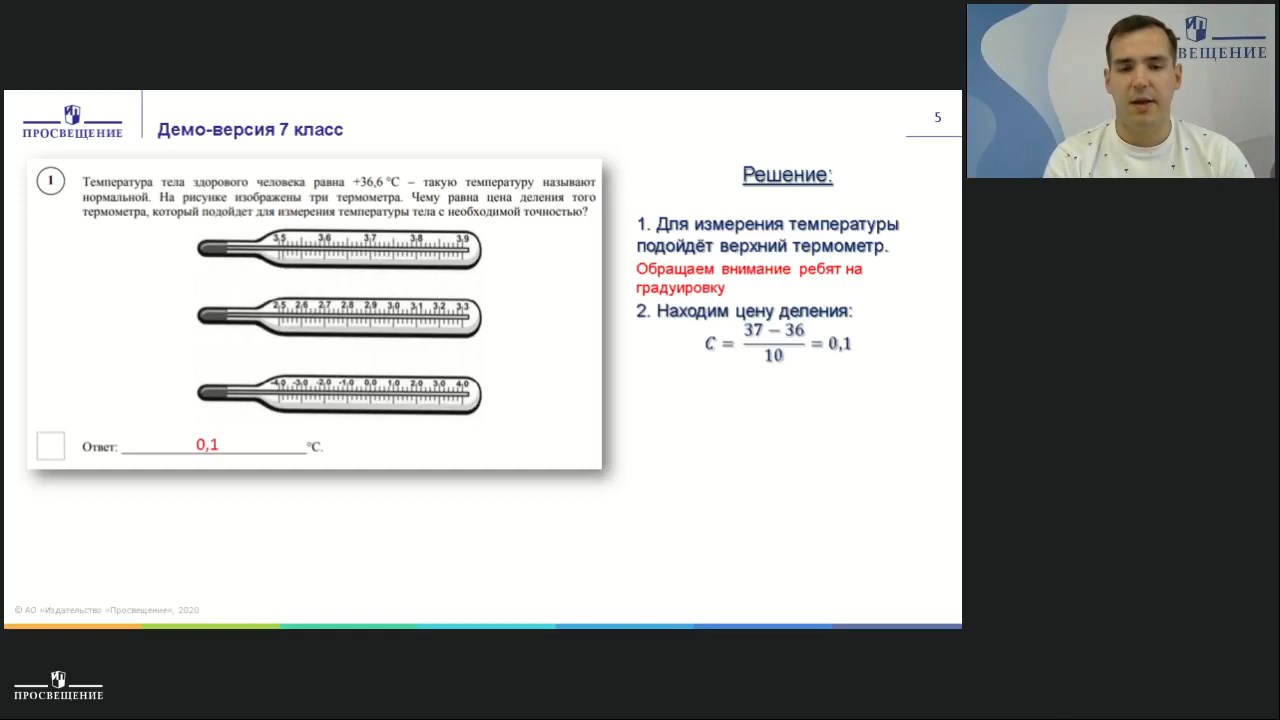 ПРОСВЕЩЕНИЕ
Демо-версия 7 класс
5
1
Температура тела здорового человека равна +36,6 °C – такую температуру называют
нормальной. На рисунке изображены три термометра. Чему равна цена деления того
термометра, который подойдет для измерения температуры тела с необходимой точностью?
3,5 3,6 3,7 3,8 3,9
2,5 2,6 2,7 2,8 2,9 3,0 3,1 3,2 3,3
-4,0 -3,0 -2,0 -1,0 0,0 1,0 2,0 3,0 4,0
Ответ: 0,1 °C.
Решение:
1. Для измерения температуры
подойдёт верхний термометр.
Обращаем внимание ребят на
градуировку
2. Находим цену деления:
C = 37 − 36 / 10 = 0,1
© АО «Издательство «Просвещение», 2020
ПРОСВЕЩЕНИЕ
ВЕЩЕНИЕ